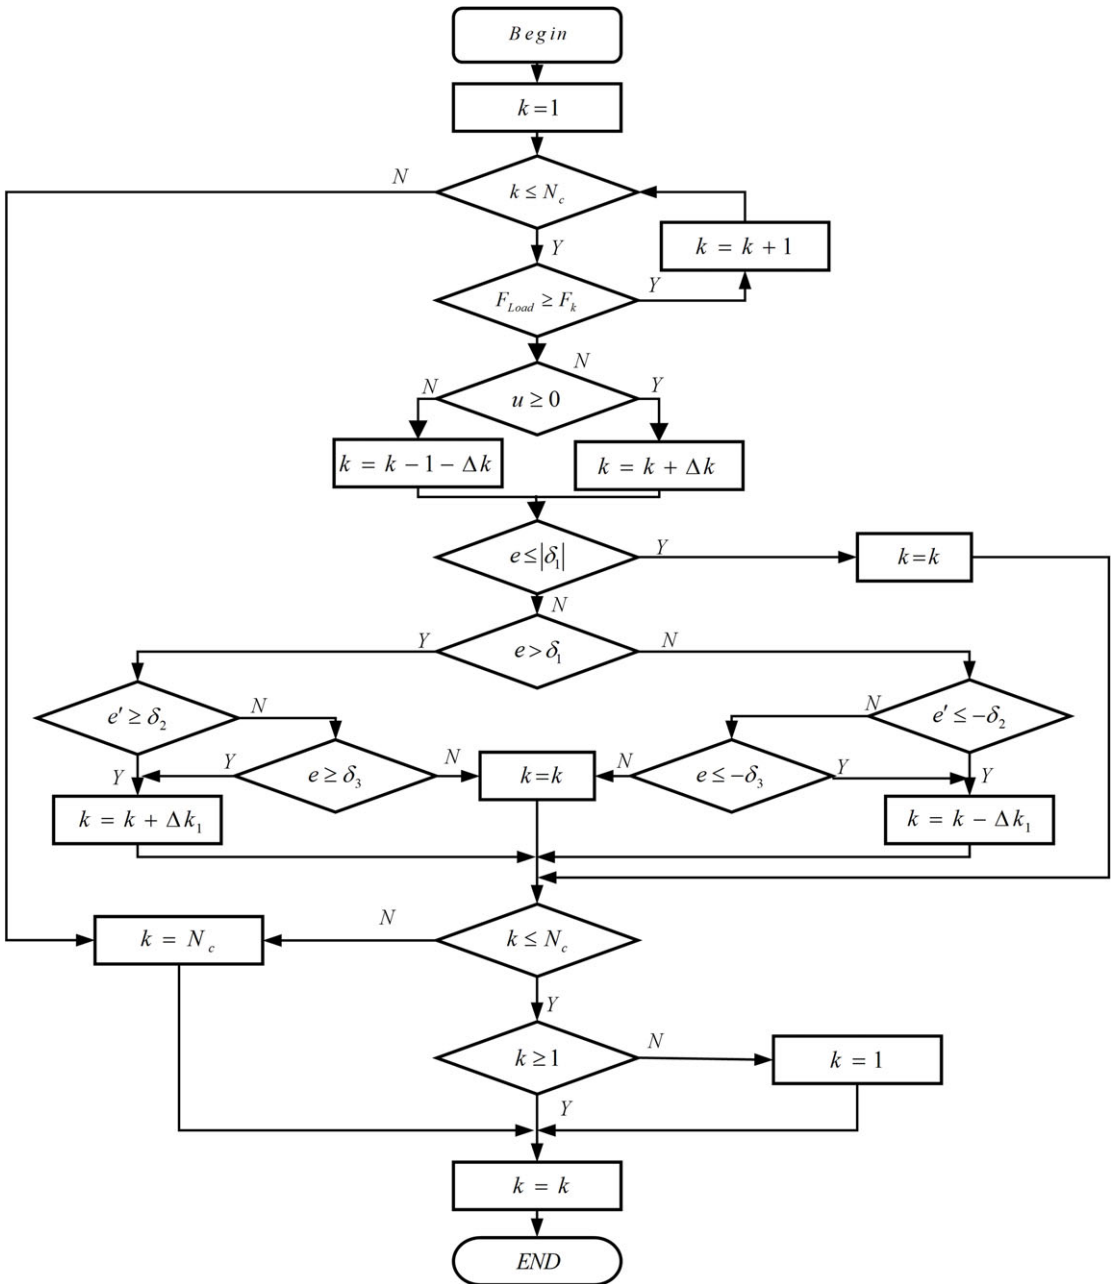 Begin
k=1
N
k ≤ N_c
k = k + 1
Y
Y
F_Load ≥ F_k
N
N
u ≥ 0
Y
k = k − 1 − Δk
k = k + Δk
e ≤ |δ_1|
Y
k=k
N
Y
e > δ_1
N
e′ ≥ δ_2
N
N
e′ ≤ −δ_2
Y
Y
e ≥ δ_3
N
k=k
N
e ≤ −δ_3
Y
Y
k = k + Δk_1
k = k − Δk_1
k = N_c
N
k ≤ N_c
Y
k ≥ 1
N
k = 1
Y
k = k
END